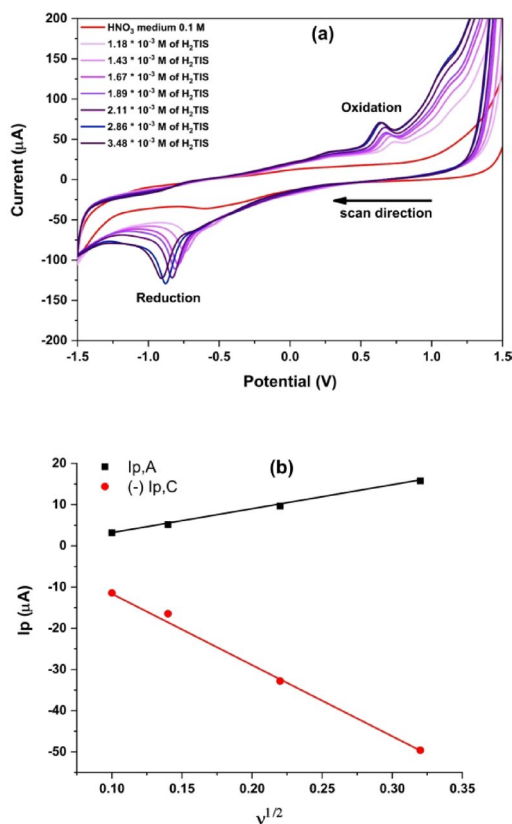 (a)
HNO₃ medium 0.1 M
1.18 * 10⁻³ M of H₂TIS
1.43 * 10⁻³ M of H₂TIS
1.67 * 10⁻³ M of H₂TIS
1.89 * 10⁻³ M of H₂TIS
2.11 * 10⁻³ M of H₂TIS
2.86 * 10⁻³ M of H₂TIS
3.48 * 10⁻³ M of H₂TIS
Oxidation
scan direction
Reduction
Current (µA)
200
150
100
50
0
-50
-100
-150
-200
-1.5 -1.0 -0.5 0.0 0.5 1.0 1.5
Potential (V)
(b)
Ip,A
(-) Ip,C
Ip (µA)
20
10
0
-10
-20
-30
-40
-50
0.10 0.15 0.20 0.25 0.30 0.35
ν^1/2